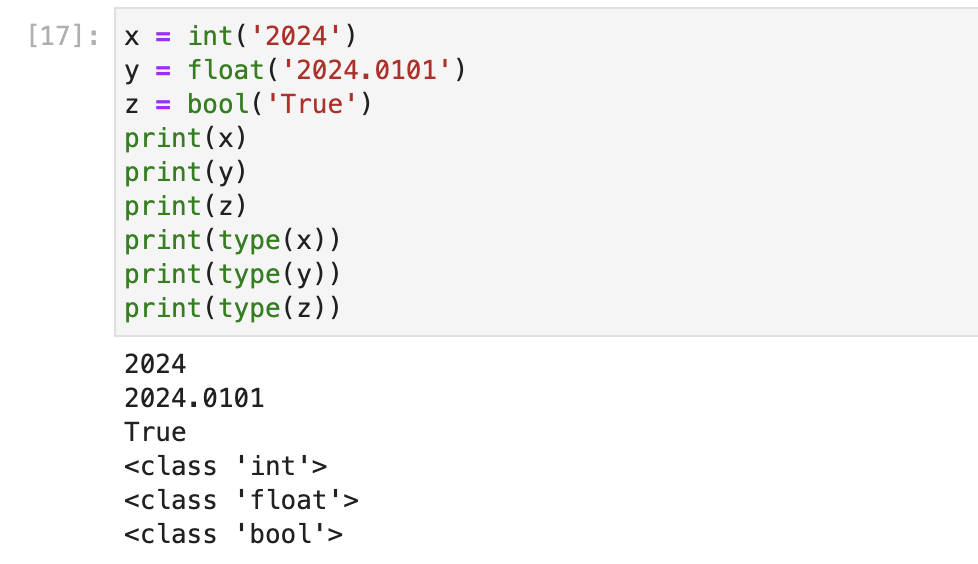 [17]: x = int('2024')
y = float('2024.0101')
z = bool('True')
print(x)
print(y)
print(z)
print(type(x))
print(type(y))
print(type(z))
2024
2024.0101
True
<class 'int'>
<class 'float'>
<class 'bool'>